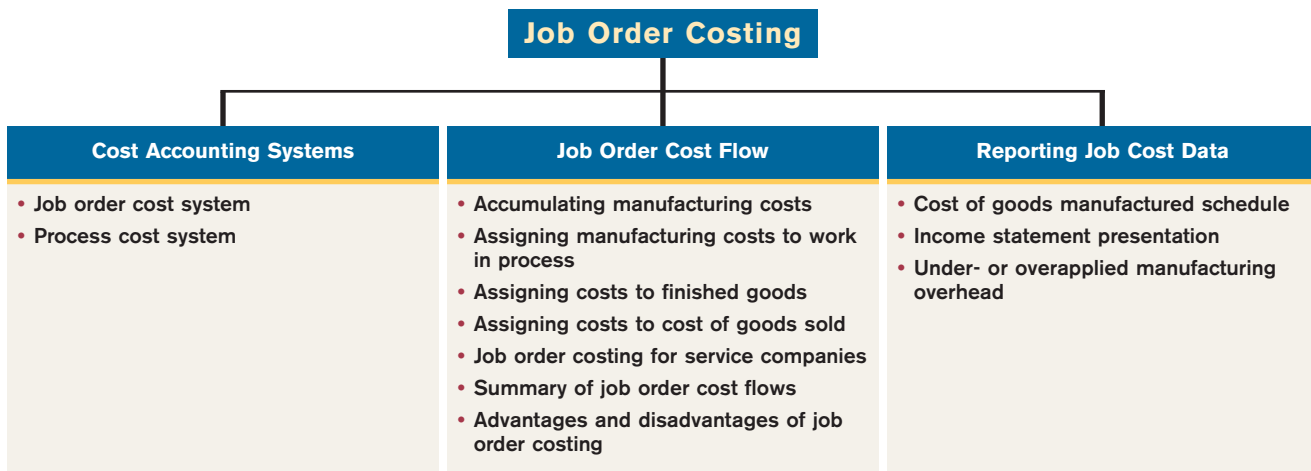 Job Order Costing
Cost Accounting Systems
• Job order cost system
• Process cost system
Job Order Cost Flow
• Accumulating manufacturing costs
• Assigning manufacturing costs to work
in process
• Assigning costs to finished goods
• Assigning costs to cost of goods sold
• Job order costing for service companies
• Summary of job order cost flows
• Advantages and disadvantages of job
order costing
Reporting Job Cost Data
• Cost of goods manufactured schedule
• Income statement presentation
• Under- or overapplied manufacturing
overhead